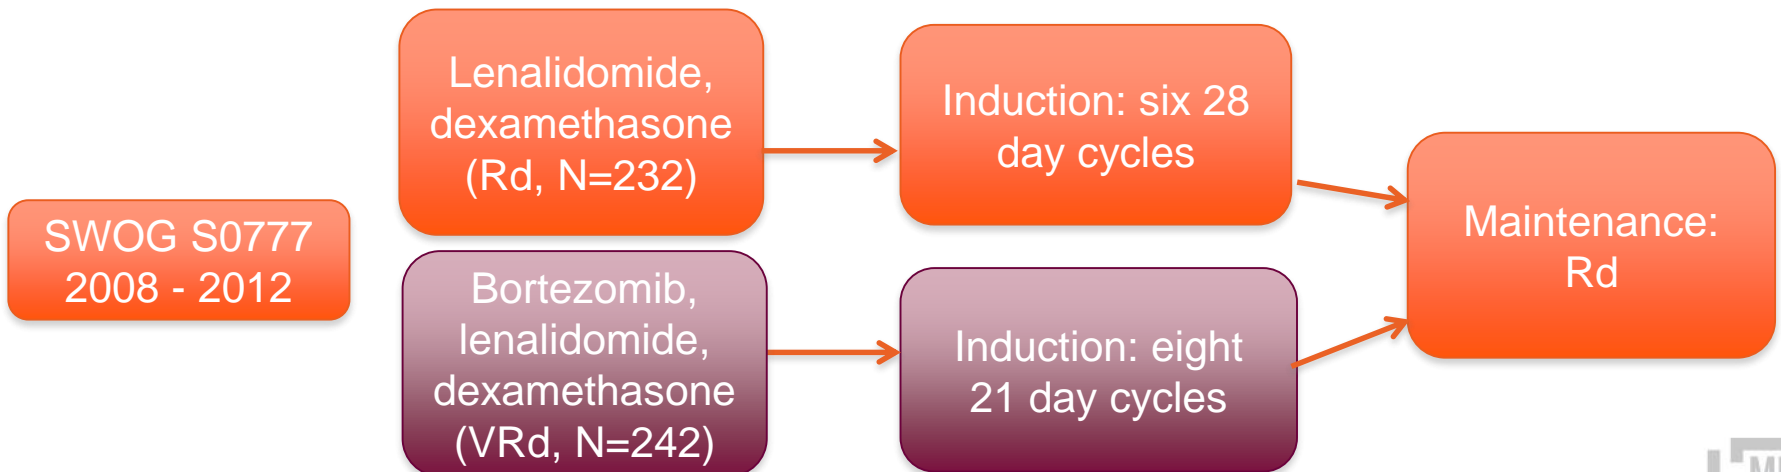 SWOG S0777
2008 - 2012
Lenalidomide,
dexamethasone
(Rd, N=232)
Induction: six 28
day cycles
Bortezomib,
lenalidomide,
dexamethasone
(VRd, N=242)
Induction: eight
21 day cycles
Maintenance:
Rd